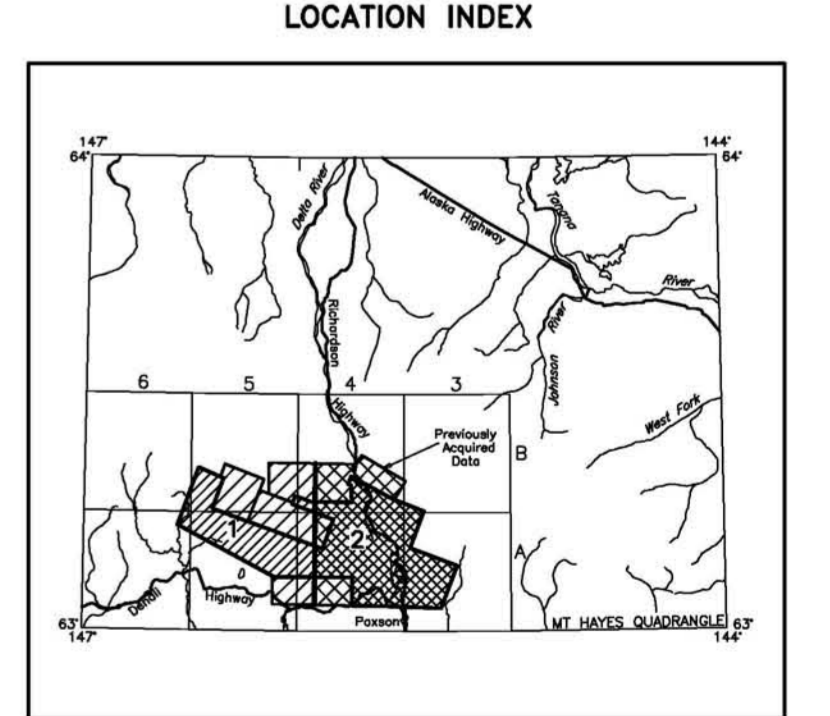 LOCATION INDEX
147°
144°
64°
64°
Delta River
Alaska Highway
Tanana
River
Richardson
River
Johnson
6
5
4
3
Highway
West Fork
Previously
Acquired
Data
B
1
2
A
Denali
Highway
Paxson
MT HAYES QUADRANGLE
63°
63°
147°
144°